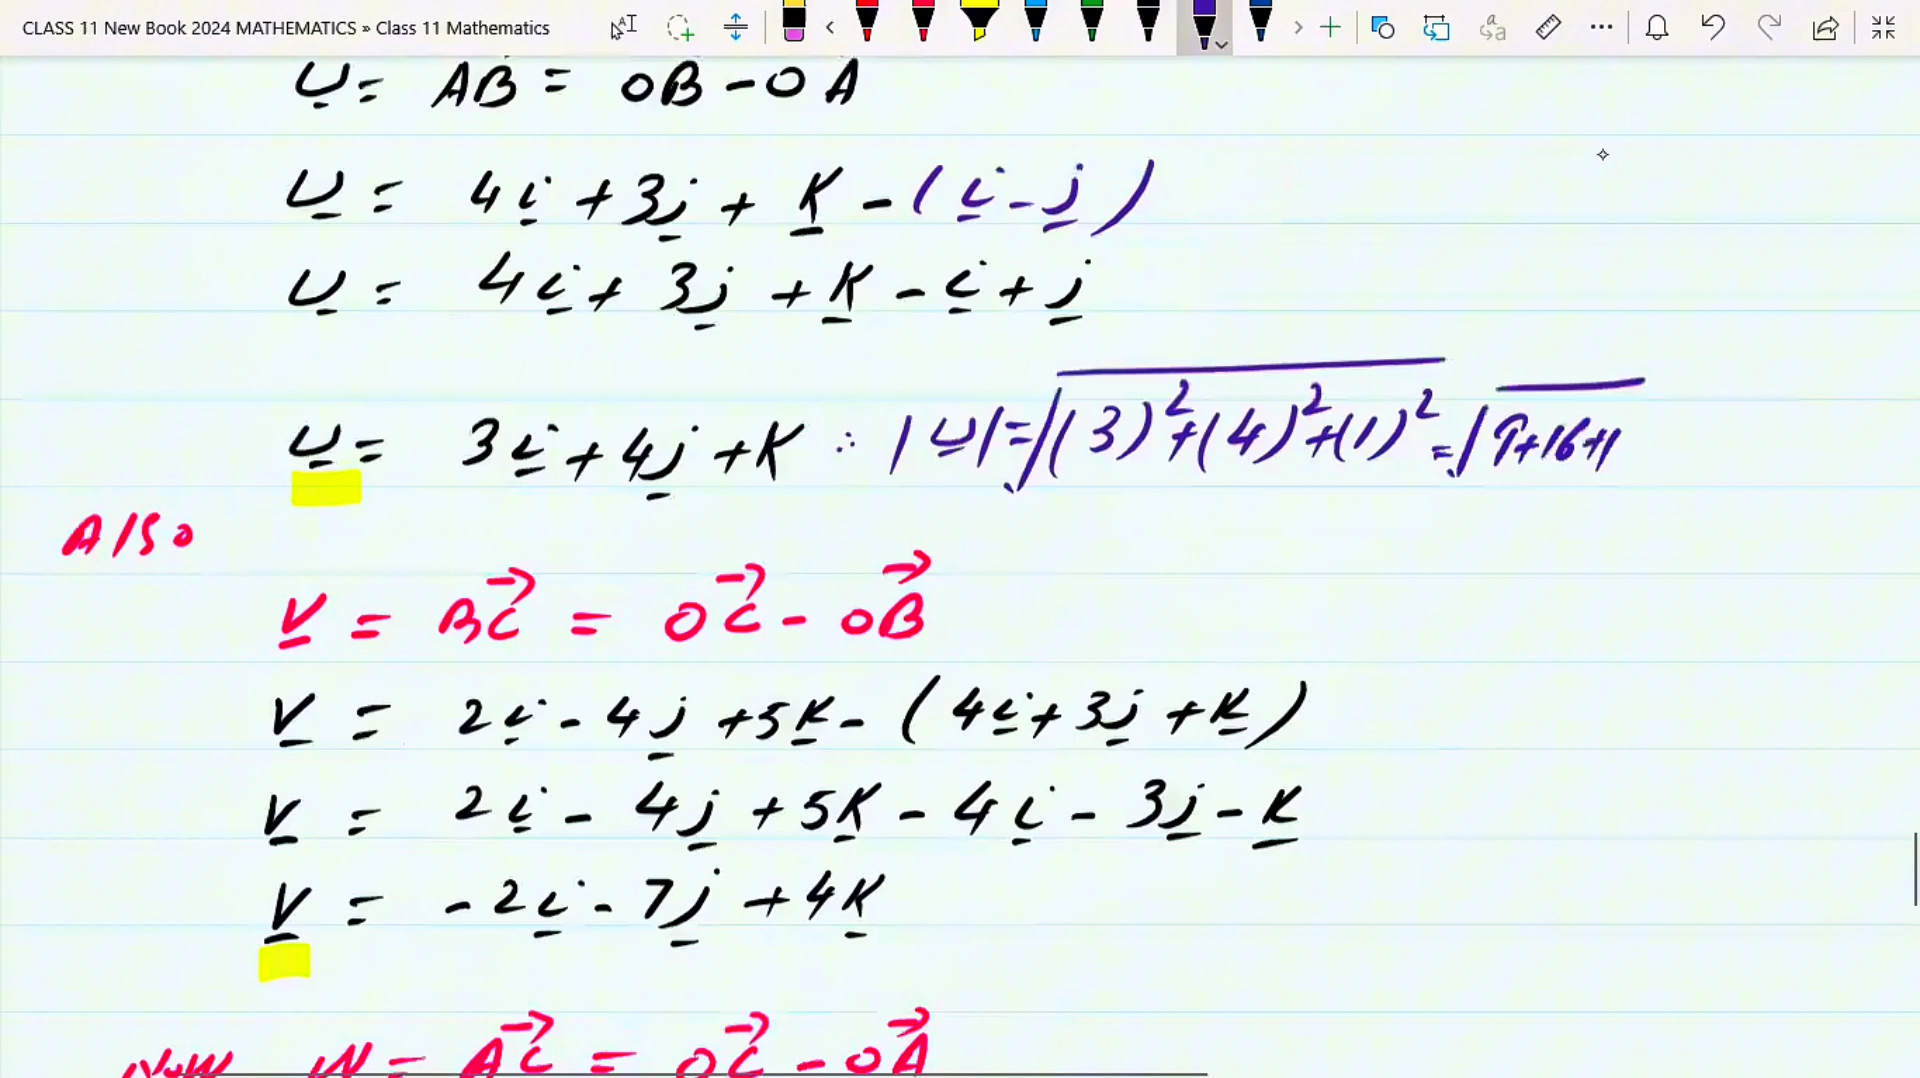 CLASS 11 New Book 2024 MATHEMATICS » Class 11 Mathematics
U = AB = OB - OA
U = 4i + 3j + K - (i - j)
U = 4i + 3j + K - i + j
U = 3i + 4j + K ∴ |U| = √(3)²+(4)²+(1)² = √9+16+1
Also
V = BC = OC - OB
V = 2i - 4j + 5K - (4i + 3j + K)
V = 2i - 4j + 5K - 4i - 3j - K
V = -2i - 7j + 4K
Now W = AC = OC - OA